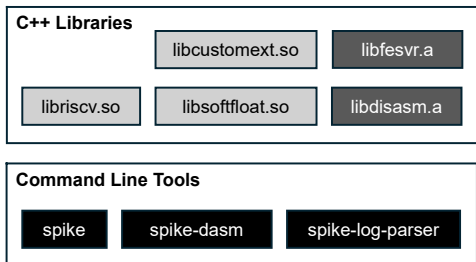 C++ Libraries
libcustomext.so libfesvr.a
libriscv.so libsoftfloat.so libdisasm.a
Command Line Tools
spike spike-dasm spike-log-parser